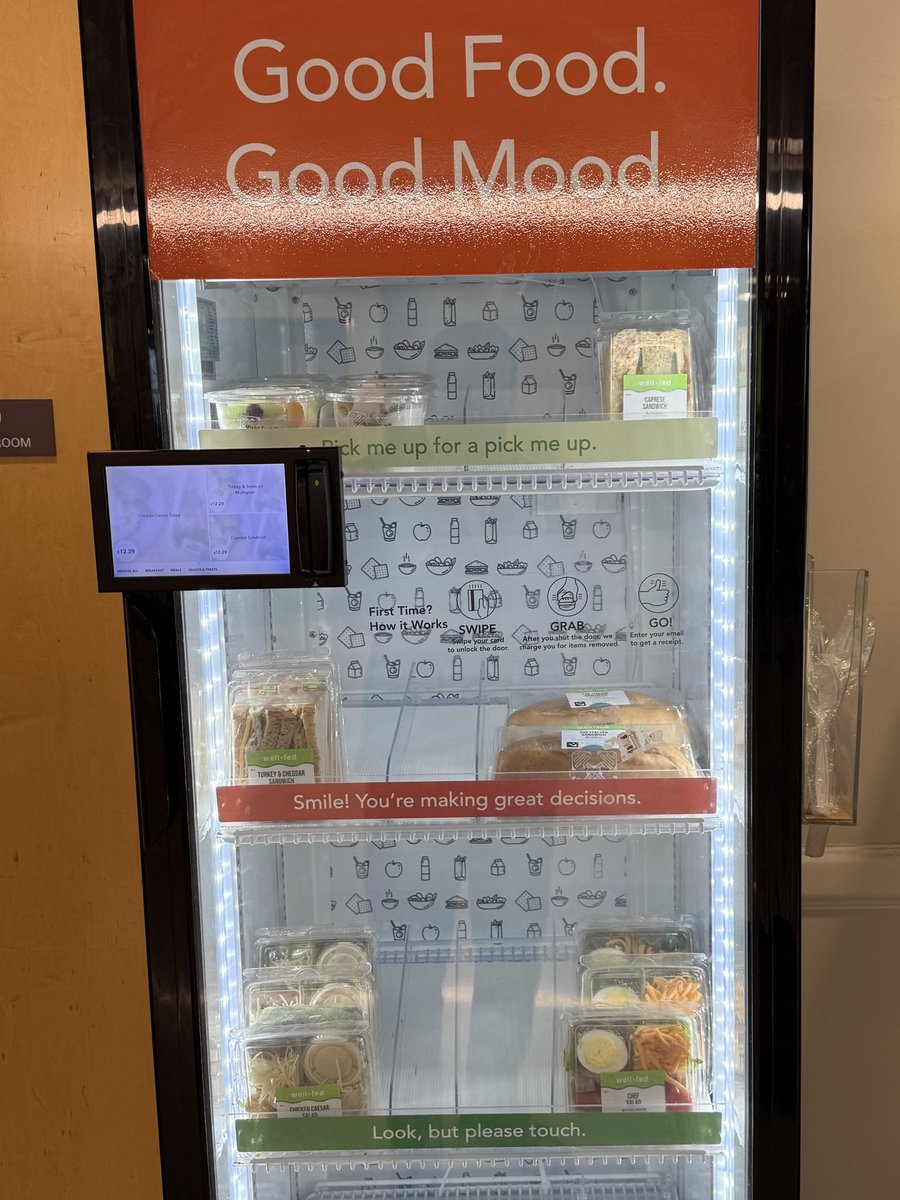 Good Food.
Good Mood.
well·fed
CAPRESE
SANDWICH
Pick me up for a pick me up.
ROOM
Chicken Caesar Salad
$12.29
Turkey & Swiss on
Multigrain
$12.29
Caprese Sandwich
$12.29
BROWSE ALL BREAKFAST MEALS SNACKS & TREATS
First Time?
How it Works
SWIPE
Swipe your card
to unlock the door.
GRAB
After you shut the door, we
charge you for items removed.
GO!
Enter your email
to get a receipt.
well·fed
TURKEY & CHEDDAR
SANDWICH
ITALIAN
SANDWICH
Smile! You're making great decisions.
well·fed
CHICKEN CAESAR
SALAD
well·fed
CHEF
SALAD
Look, but please touch.